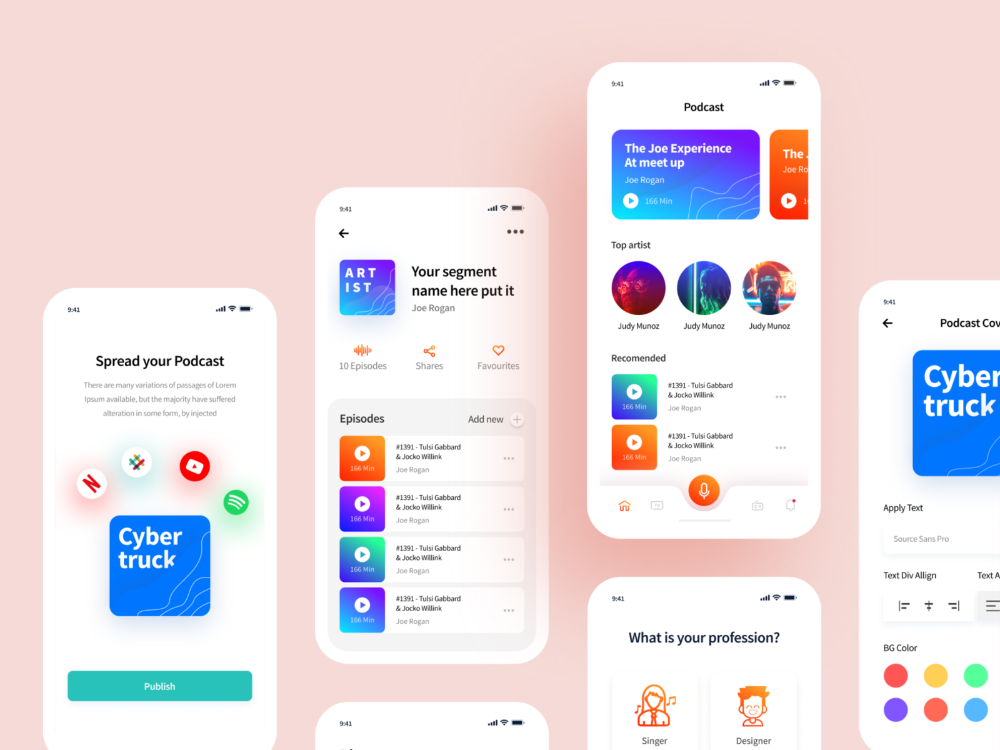 9:41
Spread your Podcast
There are many variations of passages of Lorem
Ipsum available, but the majority have suffered
alteration in some form, by injected
Cyber
truck
Publish
9:41
ART
IST
Your segment
name here put it
Joe Rogan
10 Episodes
Shares
Favourites
Episodes
Add new
#1391 - Tulsi Gabbard
& Jocko Willink
Joe Rogan
166 Min
#1391 - Tulsi Gabbard
& Jocko Willink
Joe Rogan
166 Min
#1391 - Tulsi Gabbard
& Jocko Willink
Joe Rogan
166 Min
#1391 - Tulsi Gabbard
& Jocko Willink
Joe Rogan
166 Min
9:41
9:41
Podcast
The Joe Experience
At meet up
Joe Rogan
166 Min
The
Joe Ro
Top artist
Judy Munoz
Judy Munoz
Judy Munoz
Recomended
#1391 - Tulsi Gabbard
& Jocko Willink
Joe Rogan
166 Min
#1391 - Tulsi Gabbard
& Jocko Willink
Joe Rogan
166 Min
9:41
What is your profession?
Singer
Designer
9:41
Podcast Cov
Cyber
truck
Apply Text
Source Sans Pro
Text Div Allign
Text A
BG Color